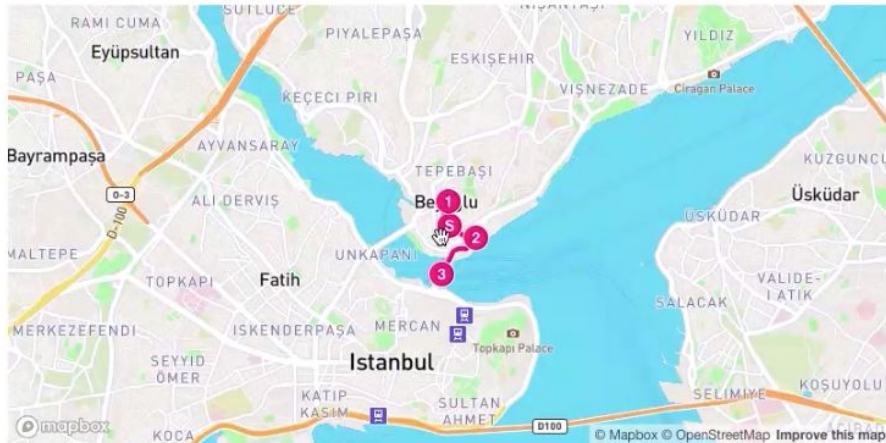 SÜTLÜCE
NIŞANTAŞI
RAMI CUMA
PIYALEPAŞA
YILDIZ
Eyüpsultan
ESKIŞEHIR
PAŞA
Ciragan Palace
VIŞNEZADE
KEÇECI PIRI
AYVANSARAY
Bayrampaşa
KUZGUNCU
TEPEBAŞI
O-3
Üsküdar
ALI DERVIŞ
1
Beyoğlu
ÜSKÜDAR
D-100
S
2
MALTEPE
UNKAPANI
3
TOPKAPI
Fatih
VALIDE-
I ATIK
SALACAK
MERKEZEFENDI
ISKENDERPAŞA
MERCAN
Topkapı Palace
SEYYID
ÖMER
Istanbul
KOŞUYOLU
KATIP
KASIM
SULTAN
AHMET
SELIMIYE
D100
mapbox
KOCA
© Mapbox © OpenStreetMap Improve this map